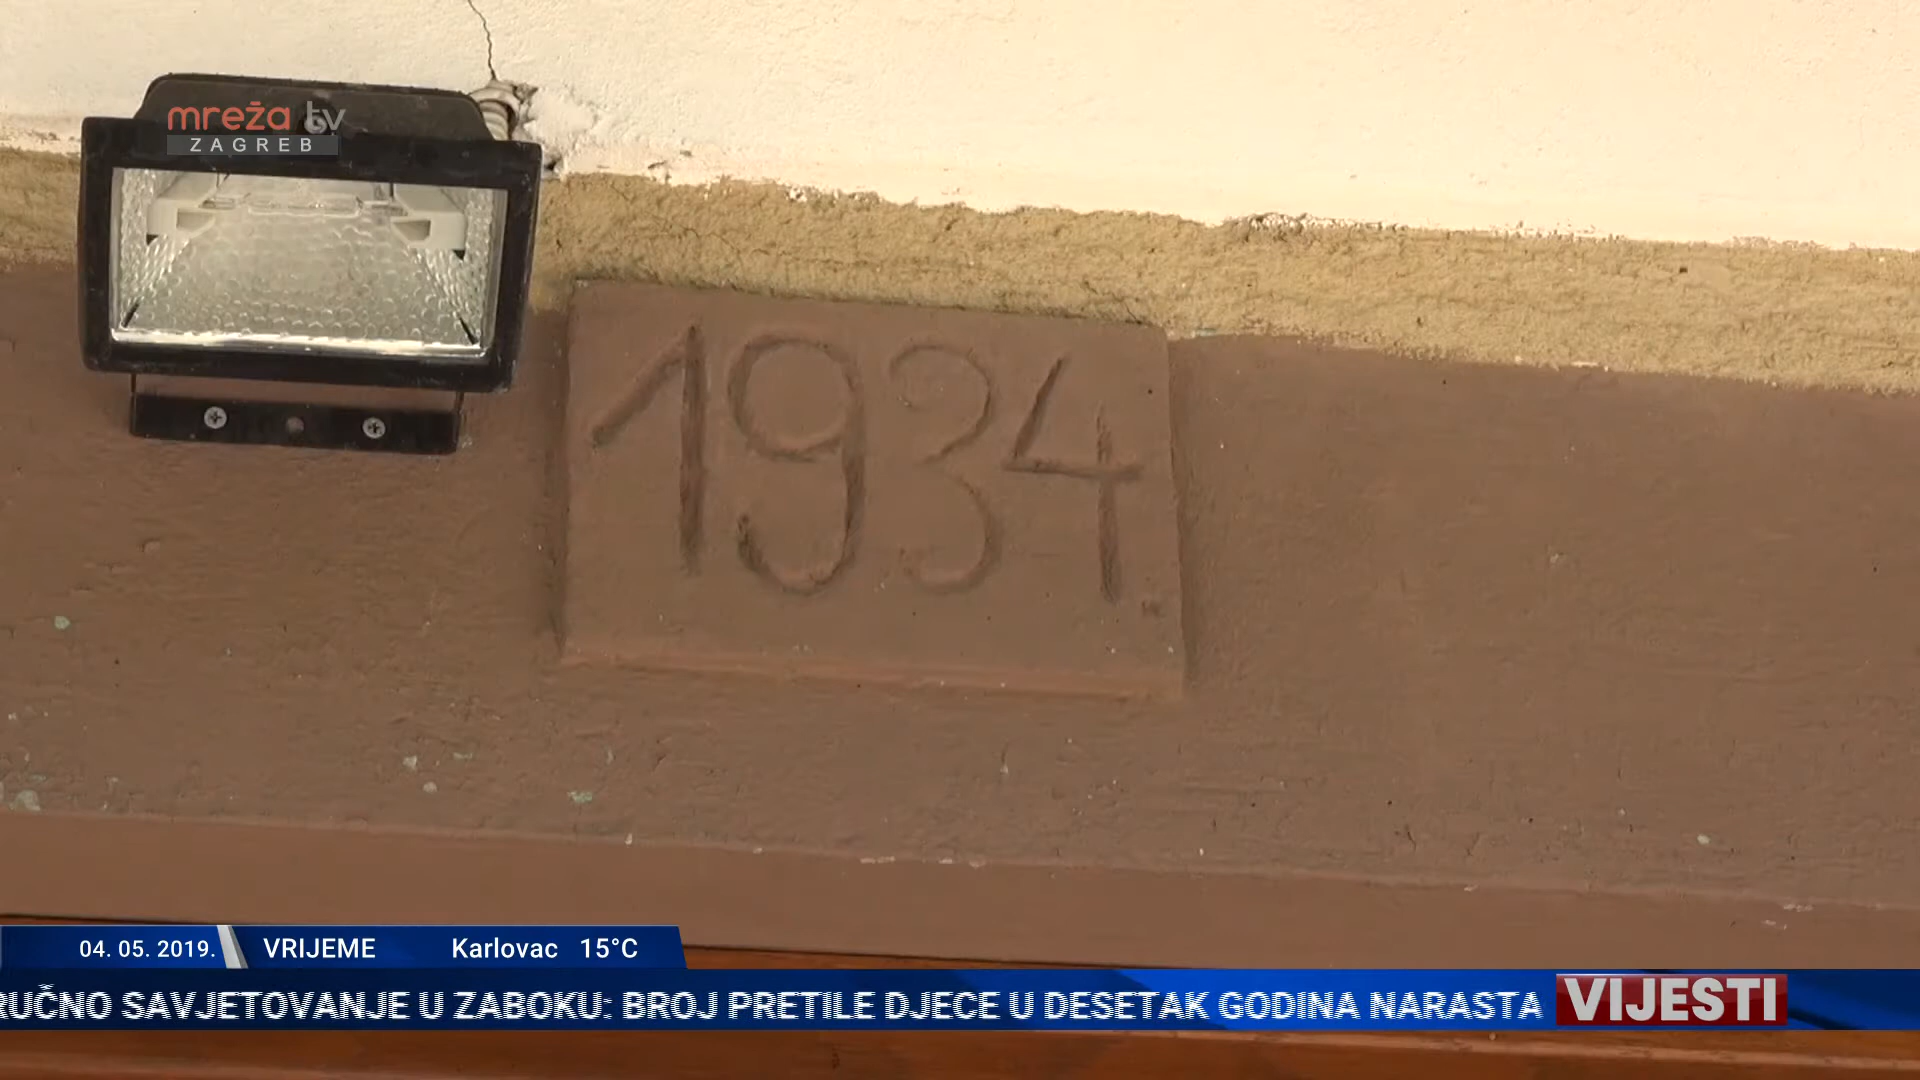 mreža tv
ZAGREB
1934
04. 05. 2019. VRIJEME Karlovac 15°C
SAVJETOVANJE U ZABOKU: BROJ PRETILE DJECE U DESETAK GODINA NARASTA
VIJESTI